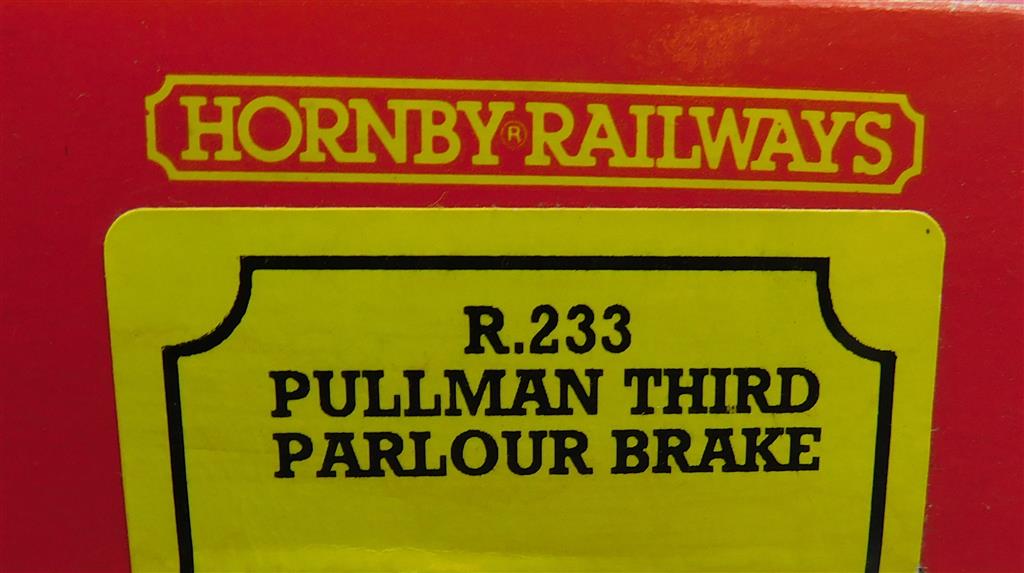 HORNBY® RAILWAYS
R.233
PULLMAN THIRD
PARLOUR BRAKE